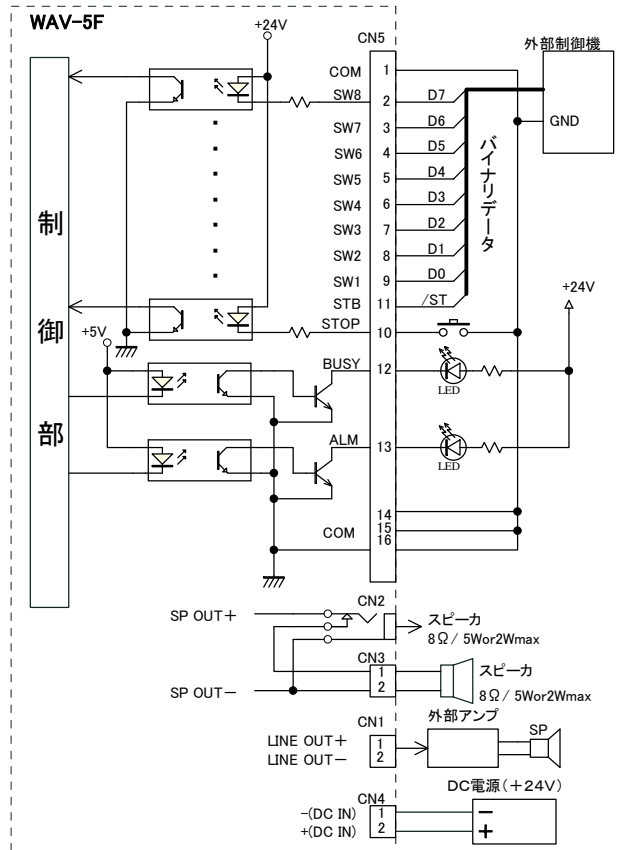 WAV-5F
+24V
CN5
外部制御機
COM 1
SW8 2 D7
GND
SW7 3 D6
SW6 4 D5
SW5 5 D4
SW4 6 D3
SW3 7 D2
SW2 8 D1
SW1 9 D0
STB 11 /ST
STOP 10
バイナリデータ
+24V
制御部
+5V
BUSY 12
LED
ALM 13
LED
14
15
COM 16
SP OUT+
CN2
スピーカ
8Ω/ 5Wor2Wmax
CN3
1
2
スピーカ
8Ω/ 5Wor2Wmax
SP OUT-
CN1
外部アンプ
SP
LINE OUT+ 1
LINE OUT- 2
DC電源(+24V)
CN4
-(DC IN) 1 -
+(DC IN) 2 +